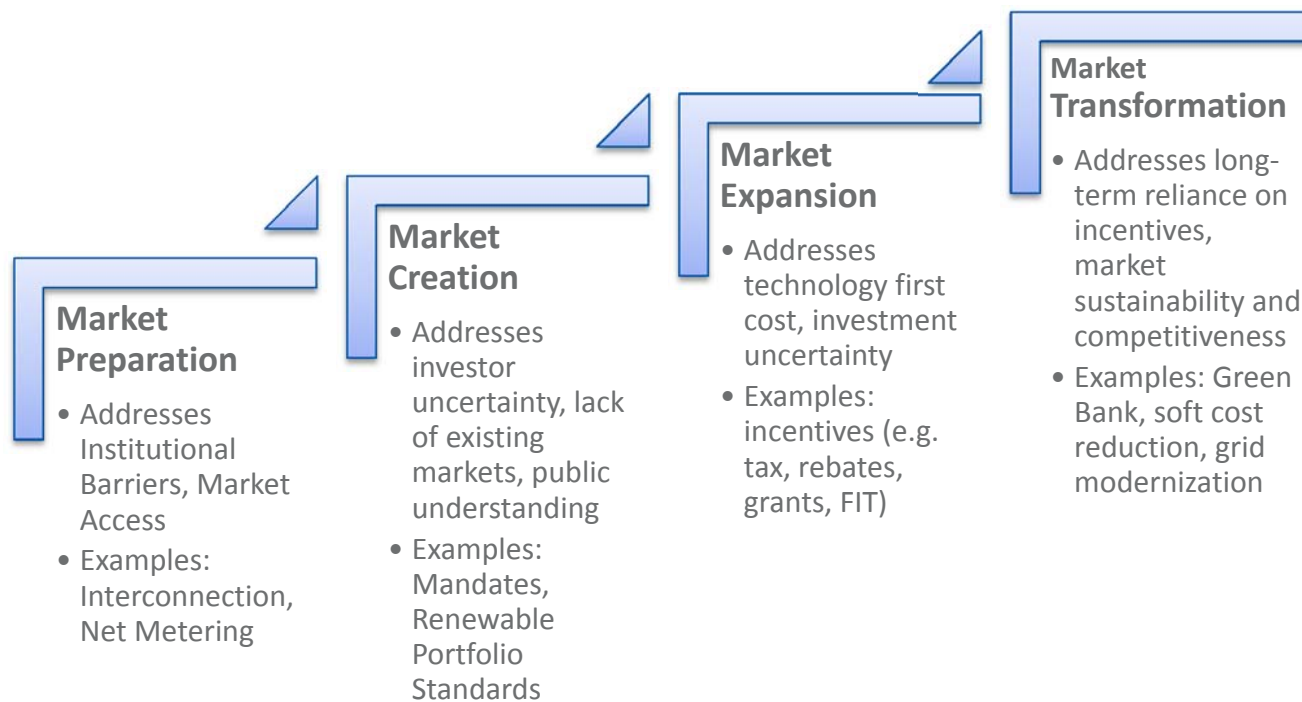 Market
Preparation
• Addresses
Institutional
Barriers, Market
Access
• Examples:
Interconnection,
Net Metering
Market
Creation
• Addresses
investor
uncertainty, lack
of existing
markets, public
understanding
• Examples:
Mandates,
Renewable
Portfolio
Standards
Market
Expansion
• Addresses
technology first
cost, investment
uncertainty
• Examples:
incentives (e.g.
tax, rebates,
grants, FIT)
Market
Transformation
• Addresses long-
term reliance on
incentives,
market
sustainability and
competitiveness
• Examples: Green
Bank, soft cost
reduction, grid
modernization